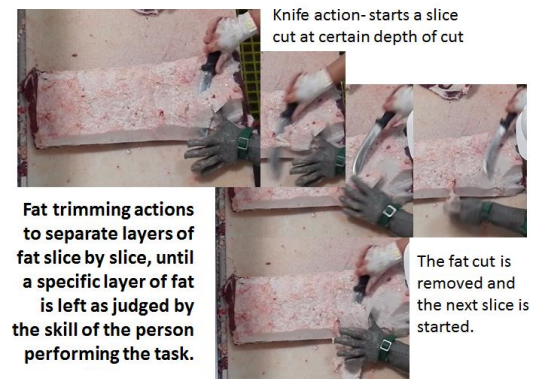 Knife action- starts a slice
cut at certain depth of cut
Fat trimming actions
to separate layers of
fat slice by slice, until
a specific layer of fat
is left as judged by
the skill of the person
performing the task.
The fat cut is
removed and
the next slice is
started.